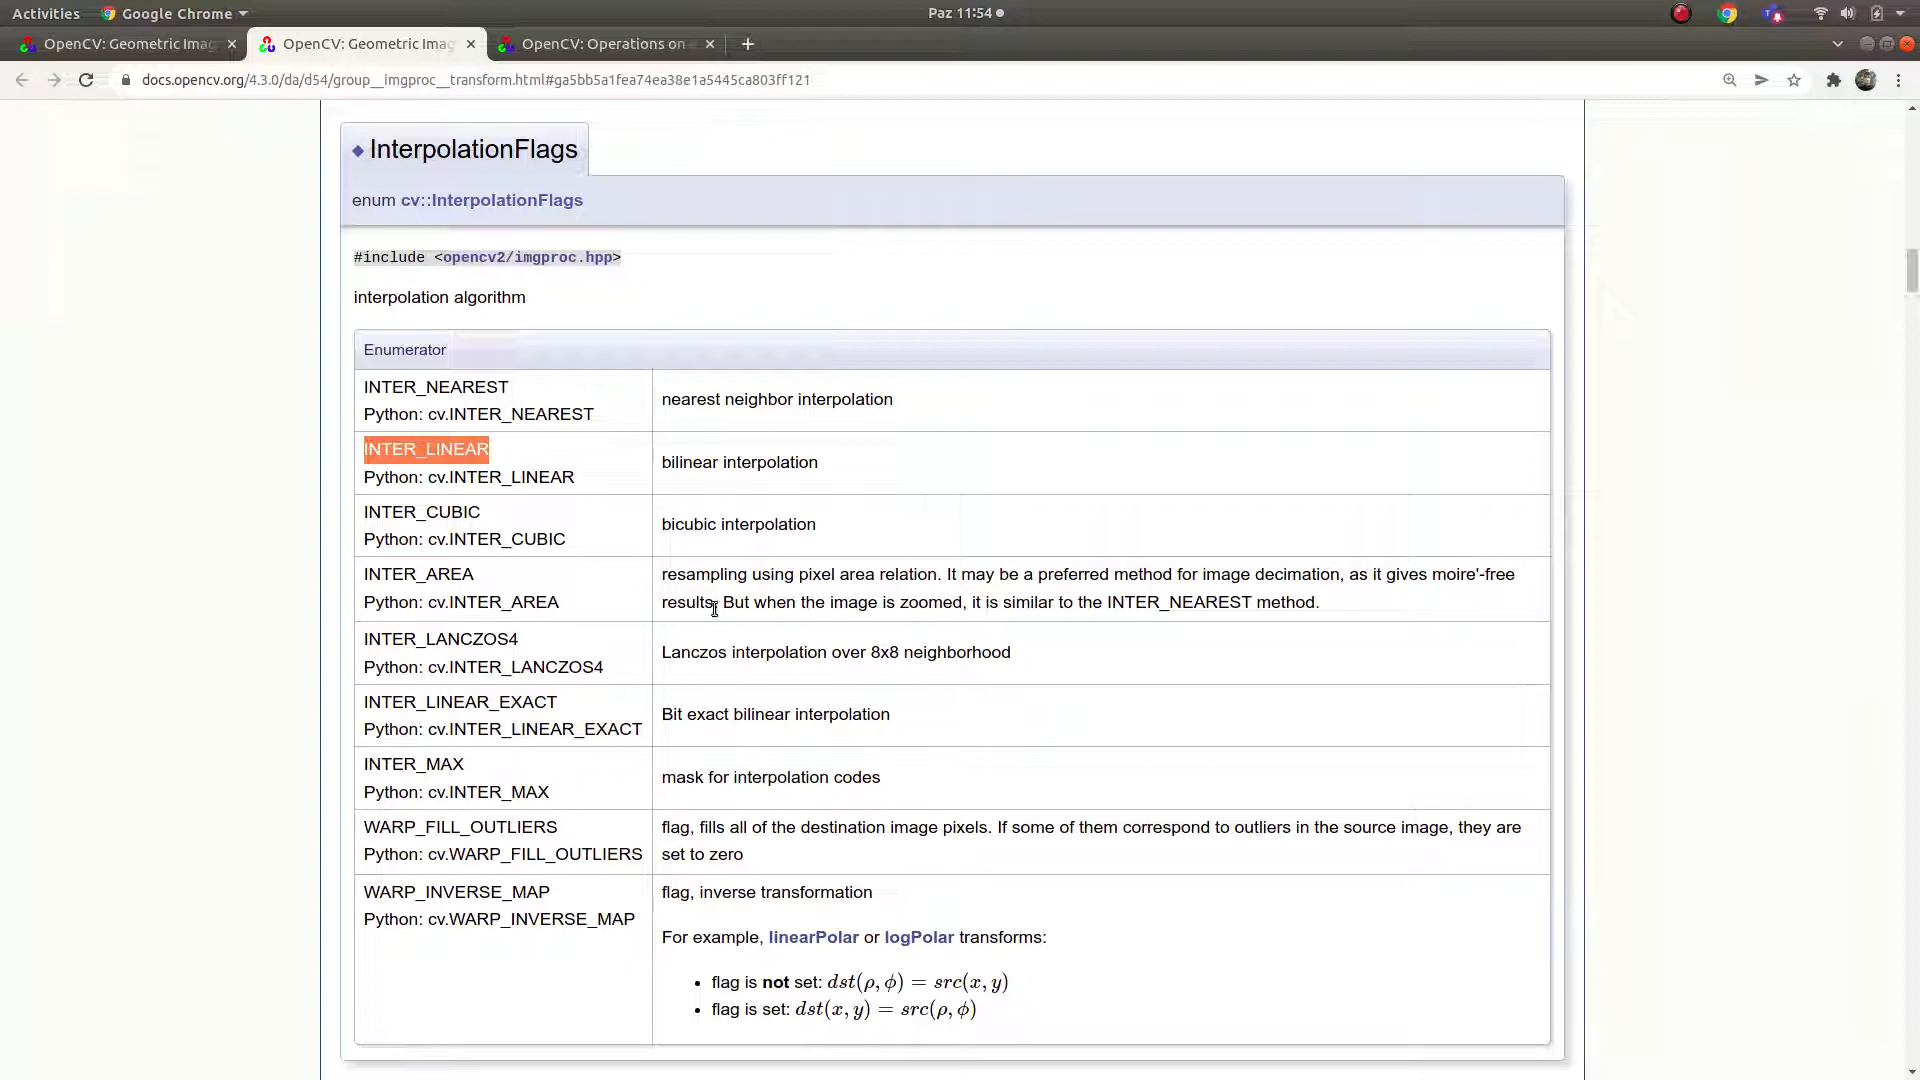 Activities Google Chrome Paz 11:54
OpenCV: Geometric Imag OpenCV: Geometric Imag OpenCV: Operations on
docs.opencv.org/4.3.0/da/d54/group__imgproc__transform.html#ga5bb5a1fea74ea38e1a5445ca803ff121
InterpolationFlags
enum cv::InterpolationFlags
#include <opencv2/imgproc.hpp>
interpolation algorithm
Enumerator
INTER_NEAREST
Python: cv.INTER_NEAREST
nearest neighbor interpolation
INTER_LINEAR
Python: cv.INTER_LINEAR
bilinear interpolation
INTER_CUBIC
Python: cv.INTER_CUBIC
bicubic interpolation
INTER_AREA
Python: cv.INTER_AREA
resampling using pixel area relation. It may be a preferred method for image decimation, as it gives moire'-free
results. But when the image is zoomed, it is similar to the INTER_NEAREST method.
INTER_LANCZOS4
Python: cv.INTER_LANCZOS4
Lanczos interpolation over 8x8 neighborhood
INTER_LINEAR_EXACT
Python: cv.INTER_LINEAR_EXACT
Bit exact bilinear interpolation
INTER_MAX
Python: cv.INTER_MAX
mask for interpolation codes
WARP_FILL_OUTLIERS
Python: cv.WARP_FILL_OUTLIERS
flag, fills all of the destination image pixels. If some of them correspond to outliers in the source image, they are
set to zero
WARP_INVERSE_MAP
Python: cv.WARP_INVERSE_MAP
flag, inverse transformation
For example, linearPolar or logPolar transforms:
• flag is not set: dst(ρ, ϕ) = src(x, y)
• flag is set: dst(x, y) = src(ρ, ϕ)